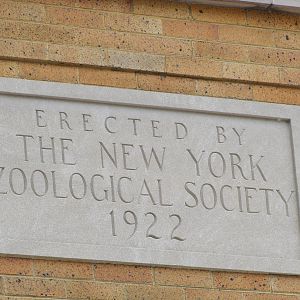 ERECTED BY
THE NEW YORK
ZOOLOGICAL SOCIETY
1922